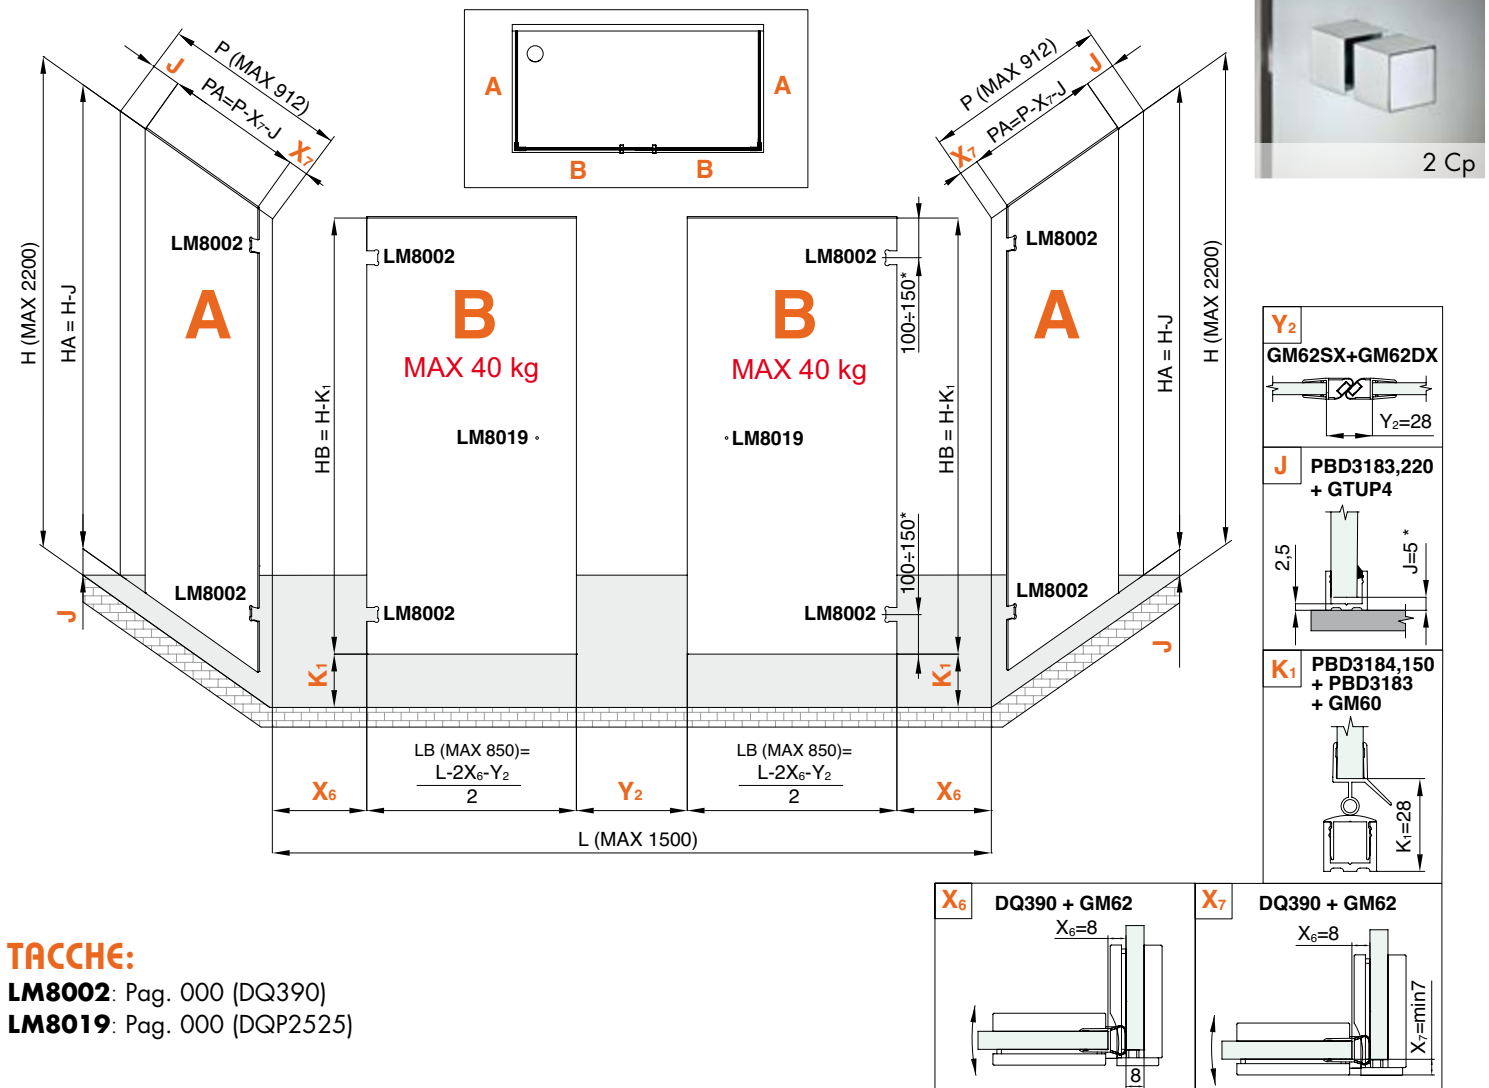 P (MAX 912)
J
PA=P-X7-J
X7
H (MAX 2200)
HA = H-J
A
LM8002
LM8002
J
A
A
B
B
P (MAX 912)
J
PA=P-X7-J
X7
2 Cp
LM8002
B
MAX 40 kg
LM8019
LM8002
HB = H-K1
K1
LM8002
B
MAX 40 kg
LM8019
LM8002
100÷150*
100÷150*
HB = H-K1
K1
LM8002
A
LM8002
HA = H-J
H (MAX 2200)
J
X6
LB (MAX 850)=
L-2X6-Y2
2
Y2
LB (MAX 850)=
L-2X6-Y2
2
X6
L (MAX 1500)
Y2
GM62SX+GM62DX
Y2=28
J
PBD3183,220
+ GTUP4
2,5
J=5 *
K1
PBD3184,150
+ PBD3183
+ GM60
K1=28
X6
DQ390 + GM62
X6=8
8
X7
DQ390 + GM62
X6=8
X7=min7
TACCHE:
LM8002: Pag. 000 (DQ390)
LM8019: Pag. 000 (DQP2525)